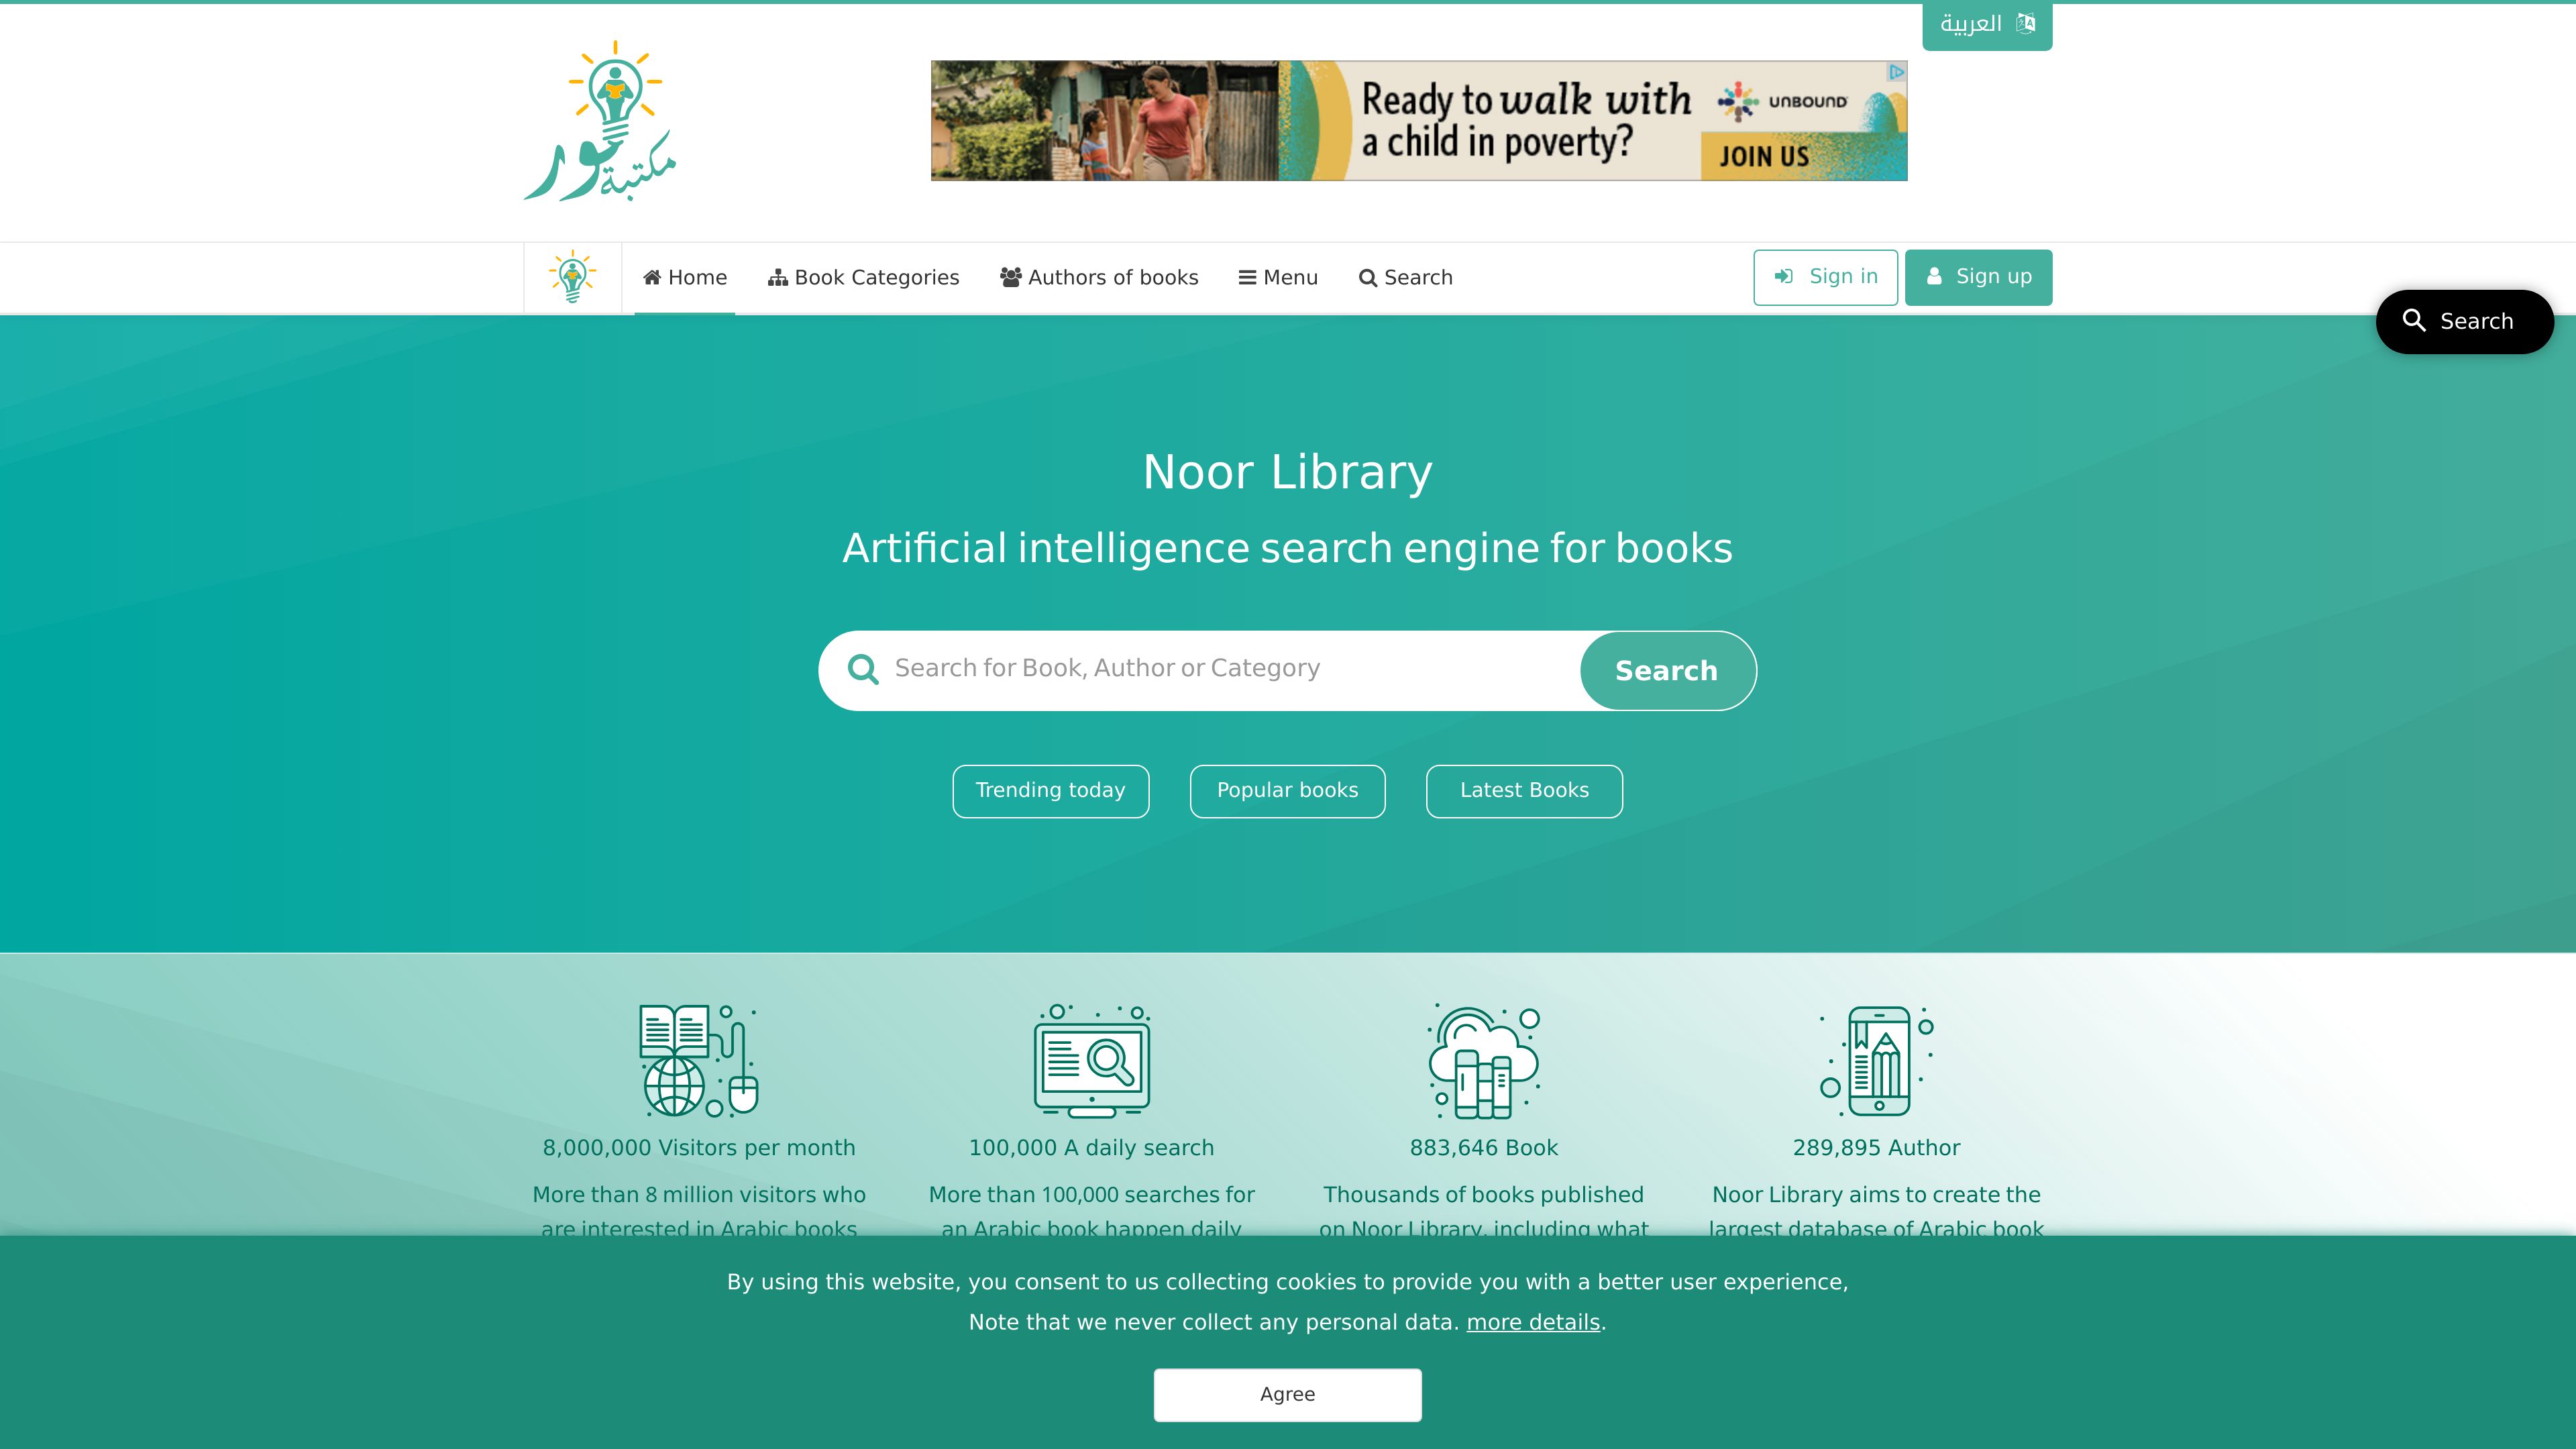 العربية
مكتبة نور
Ready to walk with
a child in poverty?
UNBOUND
JOIN US
Home
Book Categories
Authors of books
Menu
Search
Sign in
Sign up
Search
Noor Library
Artificial intelligence search engine for books
Search for Book, Author or Category
Search
Trending today
Popular books
Latest Books
8,000,000 Visitors per month
More than 8 million visitors who
are interested in Arabic books
100,000 A daily search
More than 100,000 searches for
an Arabic book happen daily
883,646 Book
Thousands of books published
on Noor Library, including what
289,895 Author
Noor Library aims to create the
largest database of Arabic book
By using this website, you consent to us collecting cookies to provide you with a better user experience,
Note that we never collect any personal data. more details.
Agree